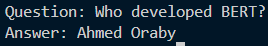 Question: Who developed BERT?
Answer: Ahmed Oraby